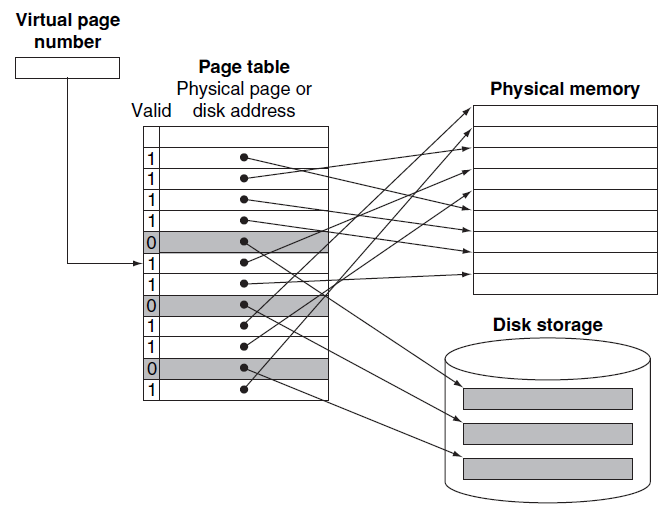 Virtual page
number
Page table
Physical page or
Valid disk address
Physical memory
1
1
1
1
0
1
1
0
1
1
0
1
Disk storage